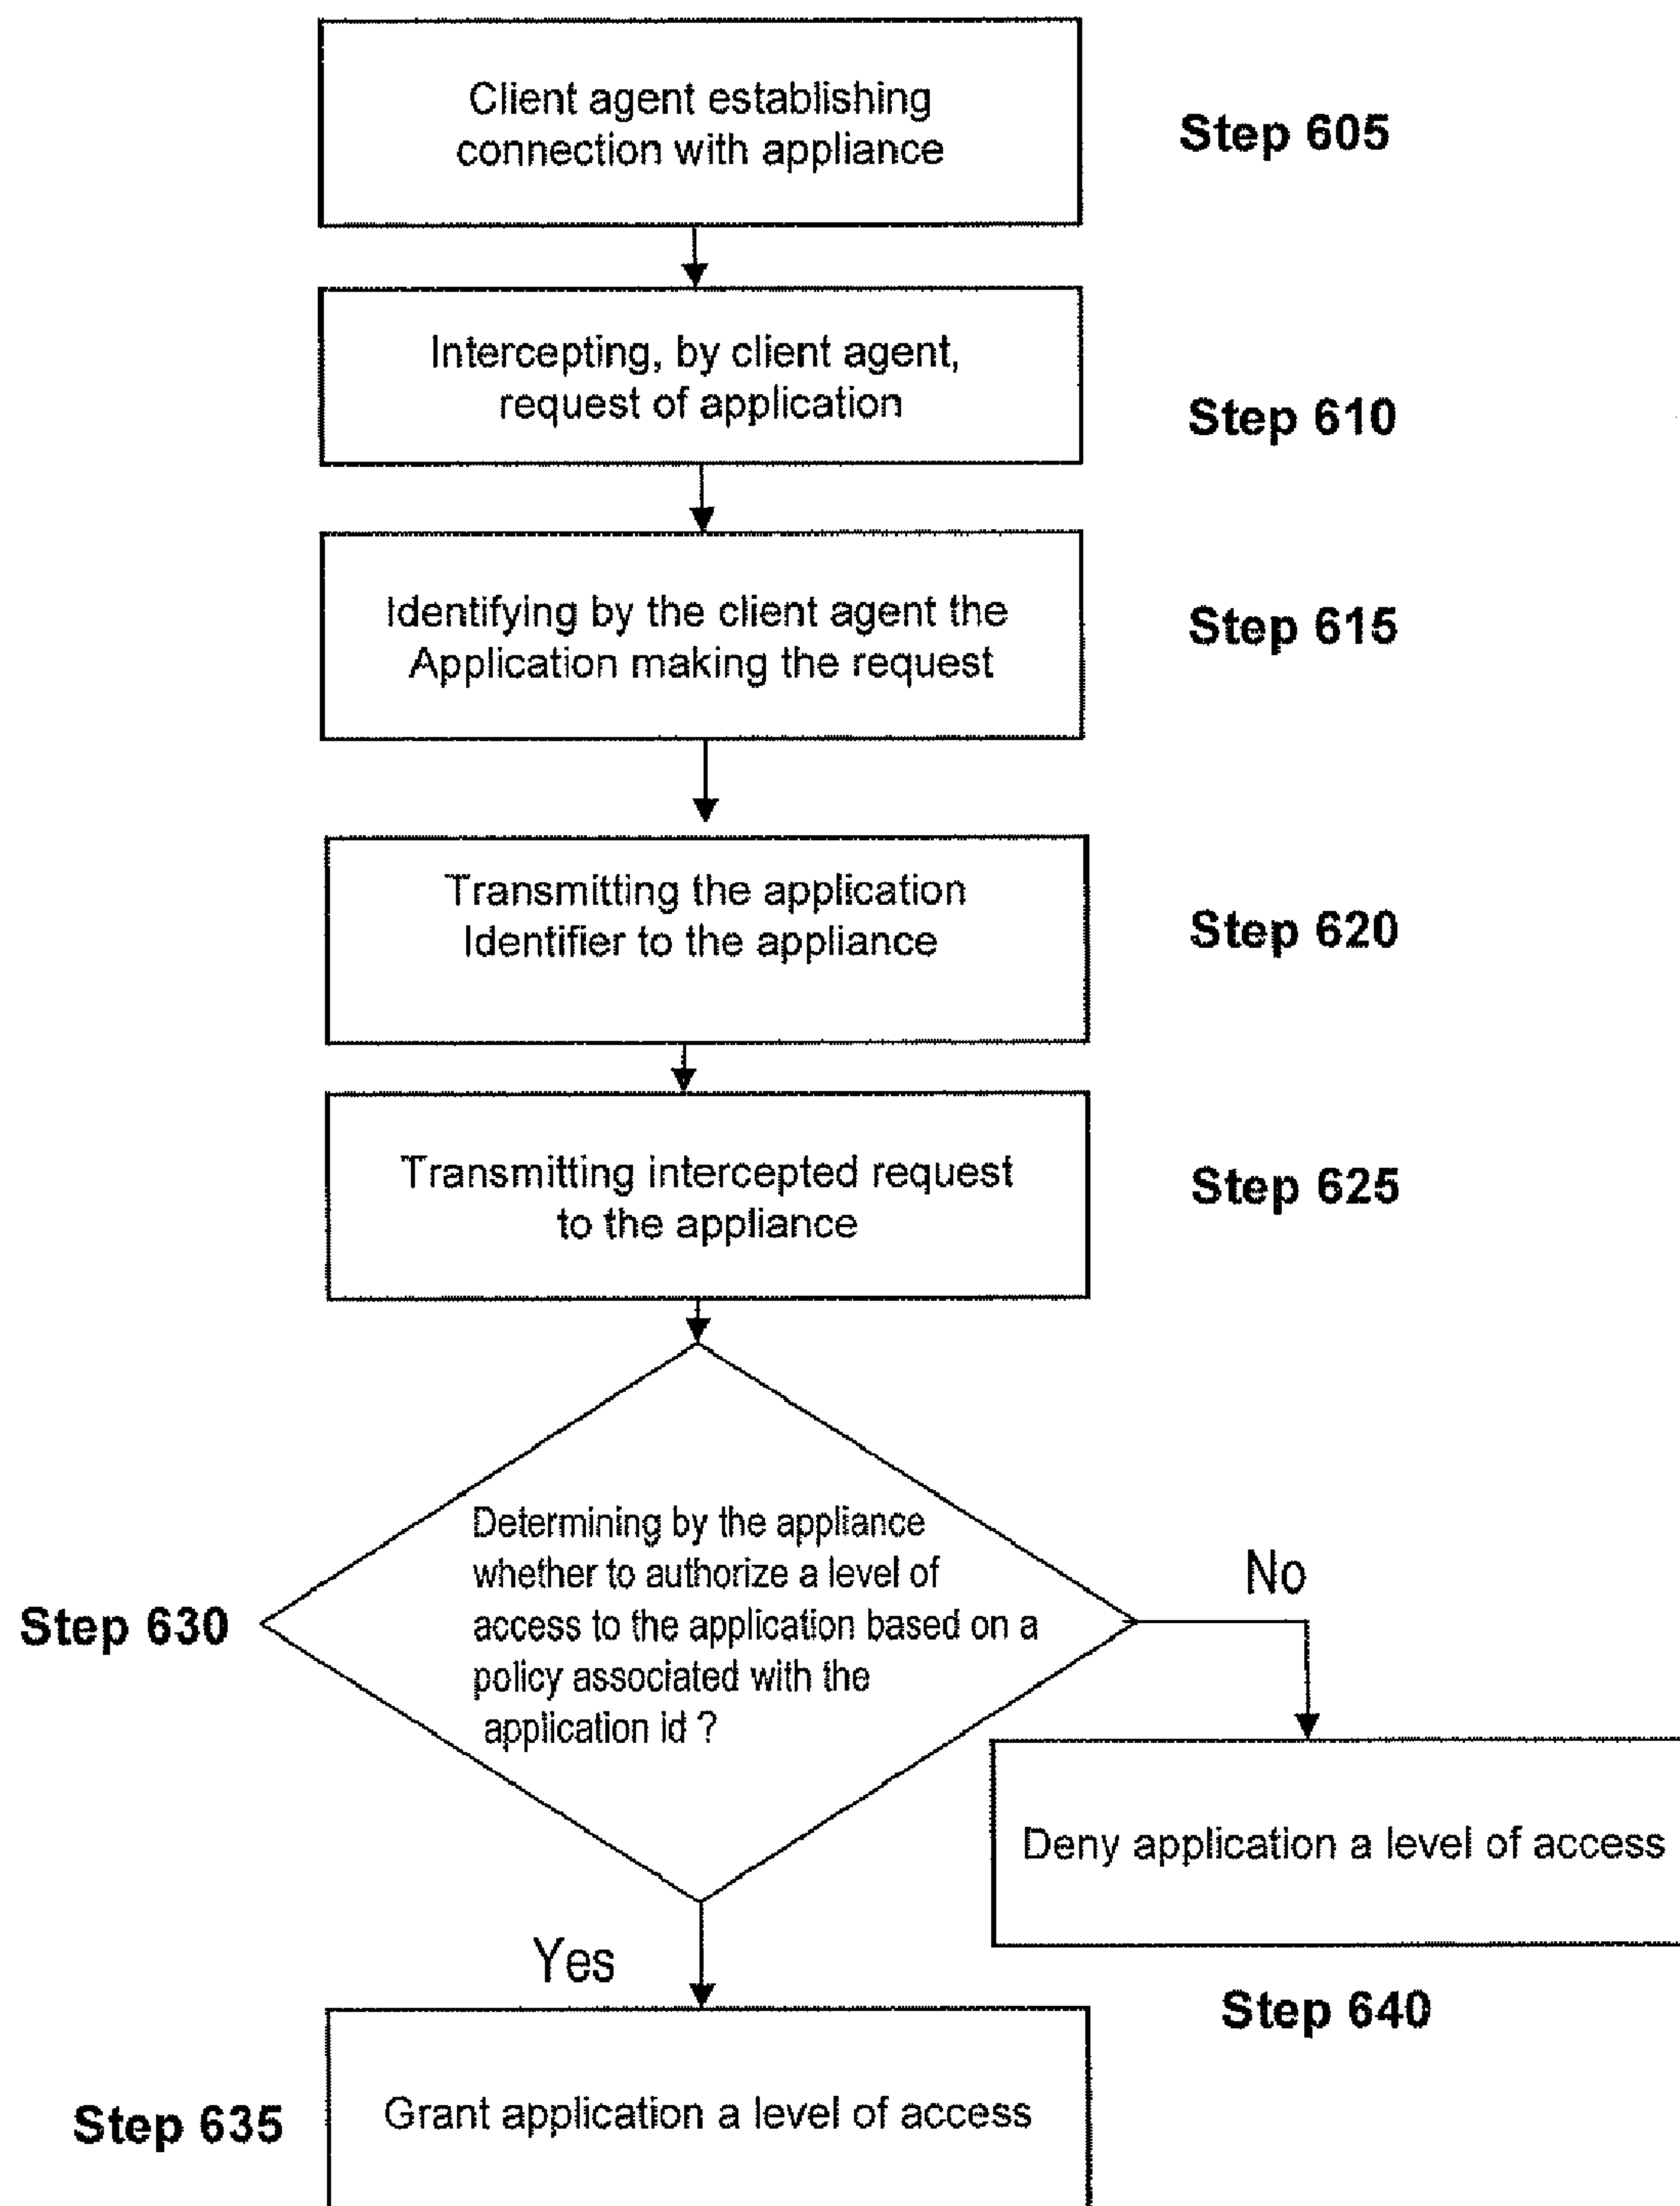 Client agent establishing
connection with appliance
Step 605
Intercepting, by client agent,
request of application
Step 610
Identifying by the client agent the
Application making the request
Step 615
Transmitting the application
Identifier to the appliance
Step 620
Transmitting intercepted request
to the appliance
Step 625
Determining by the appliance
whether to authorize a level of
access to the application based on a
policy associated with the
application id ?
Step 630
No
Deny application a level of access
Step 640
Yes
Grant application a level of access
Step 635